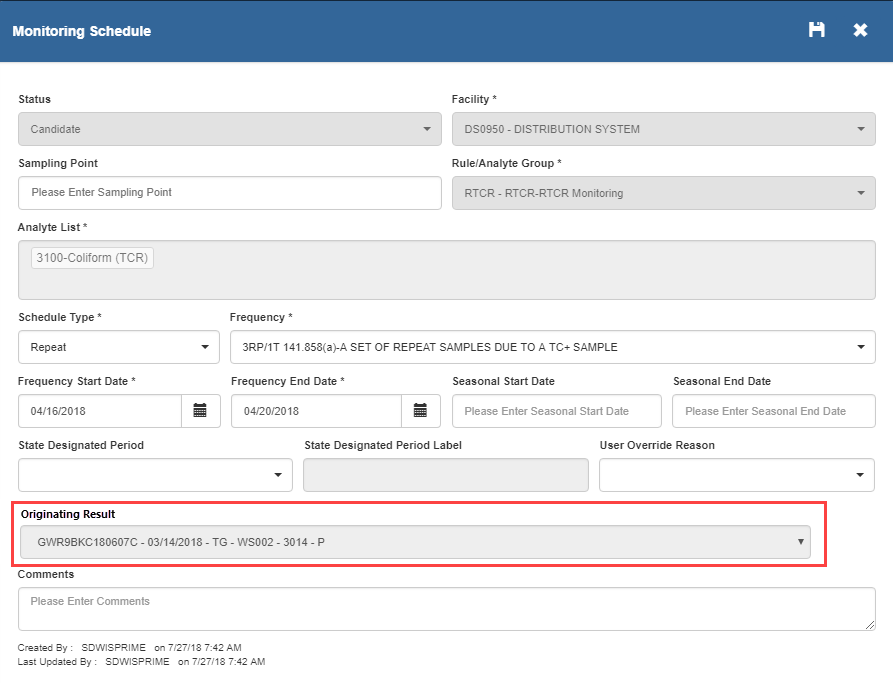 Monitoring Schedule
Status
Facility *
Candidate
DS0950 - DISTRIBUTION SYSTEM
Sampling Point
Rule/Analyte Group *
Please Enter Sampling Point
RTCR - RTCR-RTCR Monitoring
Analyte List *
3100-Coliform (TCR)
Schedule Type *
Frequency *
Repeat
3RP/1T 141.858(a)-A SET OF REPEAT SAMPLES DUE TO A TC+ SAMPLE
Frequency Start Date *
Frequency End Date *
Seasonal Start Date
Seasonal End Date
04/16/2018
04/20/2018
Please Enter Seasonal Start Date
Please Enter Seasonal End Date
State Designated Period
State Designated Period Label
User Override Reason
Originating Result
GWR9BKC180607C - 03/14/2018 - TG - WS002 - 3014 - P
Comments
Please Enter Comments
Created By : SDWISPRIME on 7/27/18 7:42 AM
Last Updated By : SDWISPRIME on 7/27/18 7:42 AM